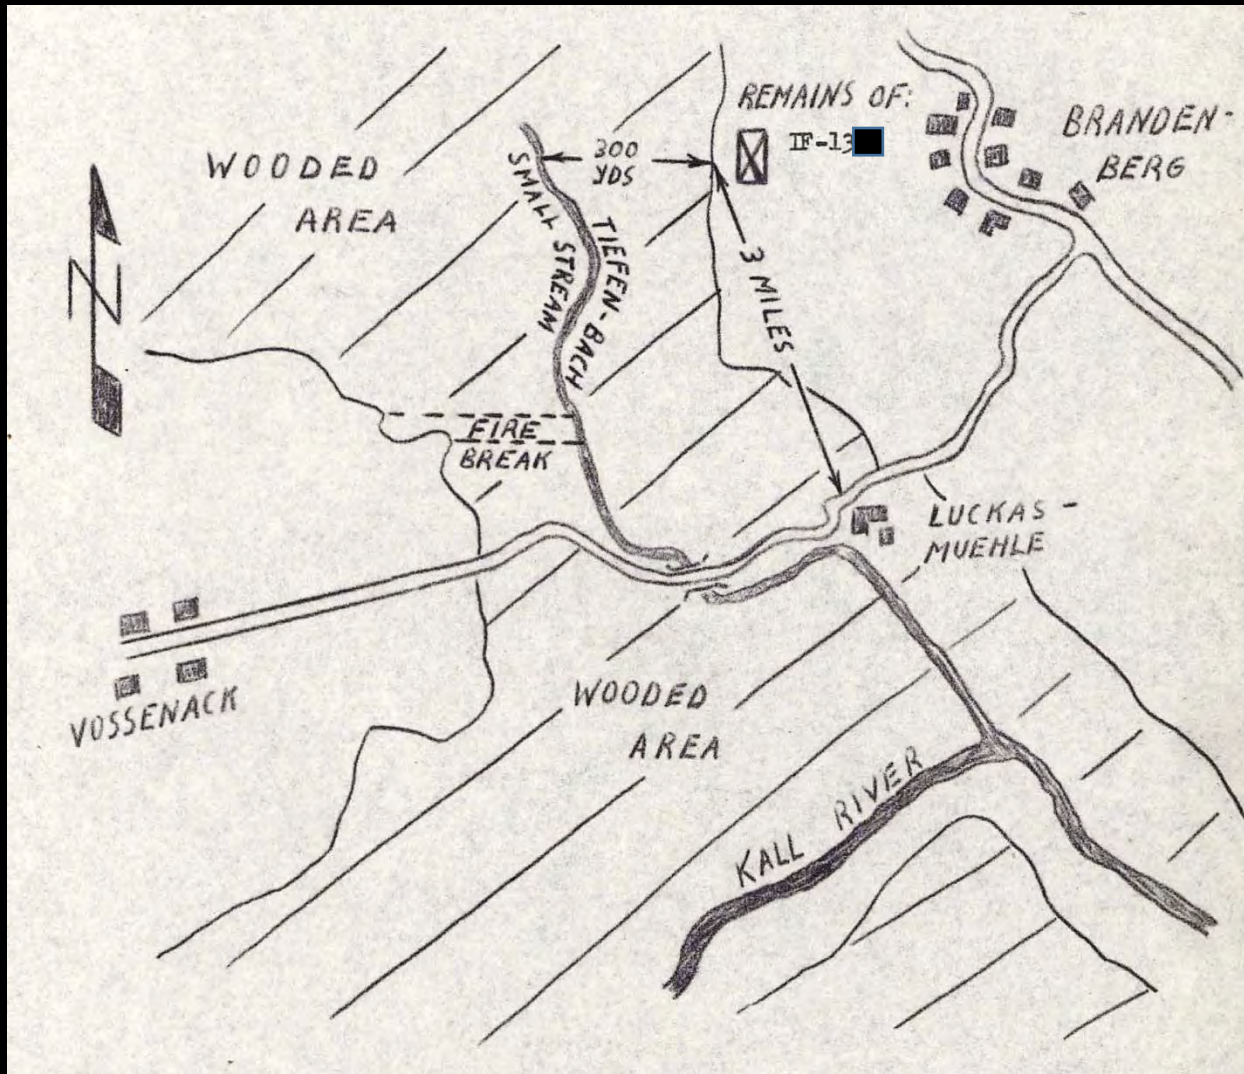 REMAINS OF:
IF-13
BRANDEN-
BERG
WOODED
AREA
300
YDS
SMALL STREAM
TIEFEN-BACH
3 MILES
N
FIRE
BREAK
LUCKAS-
MUEHLE
VOSSENACK
WOODED
AREA
KALL RIVER